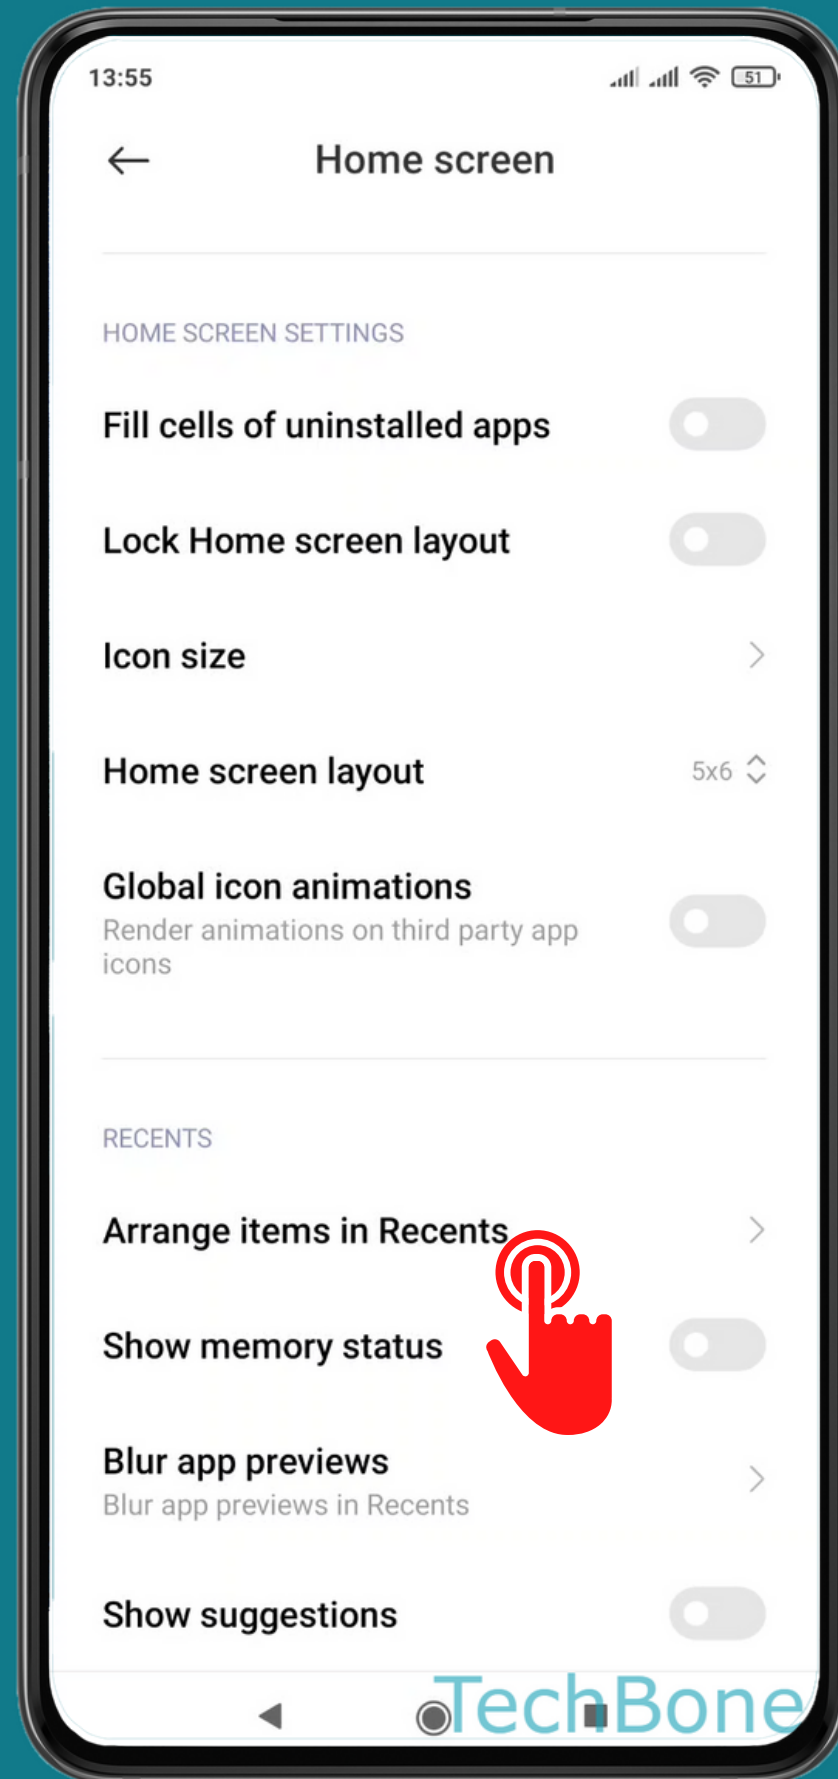 13:55
51
Home screen
HOME SCREEN SETTINGS
Fill cells of uninstalled apps
Lock Home screen layout
Icon size
Home screen layout
5x6
Global icon animations
Render animations on third party app
icons
RECENTS
Arrange items in Recents
Show memory status
Blur app previews
Blur app previews in Recents
Show suggestions
TechBone